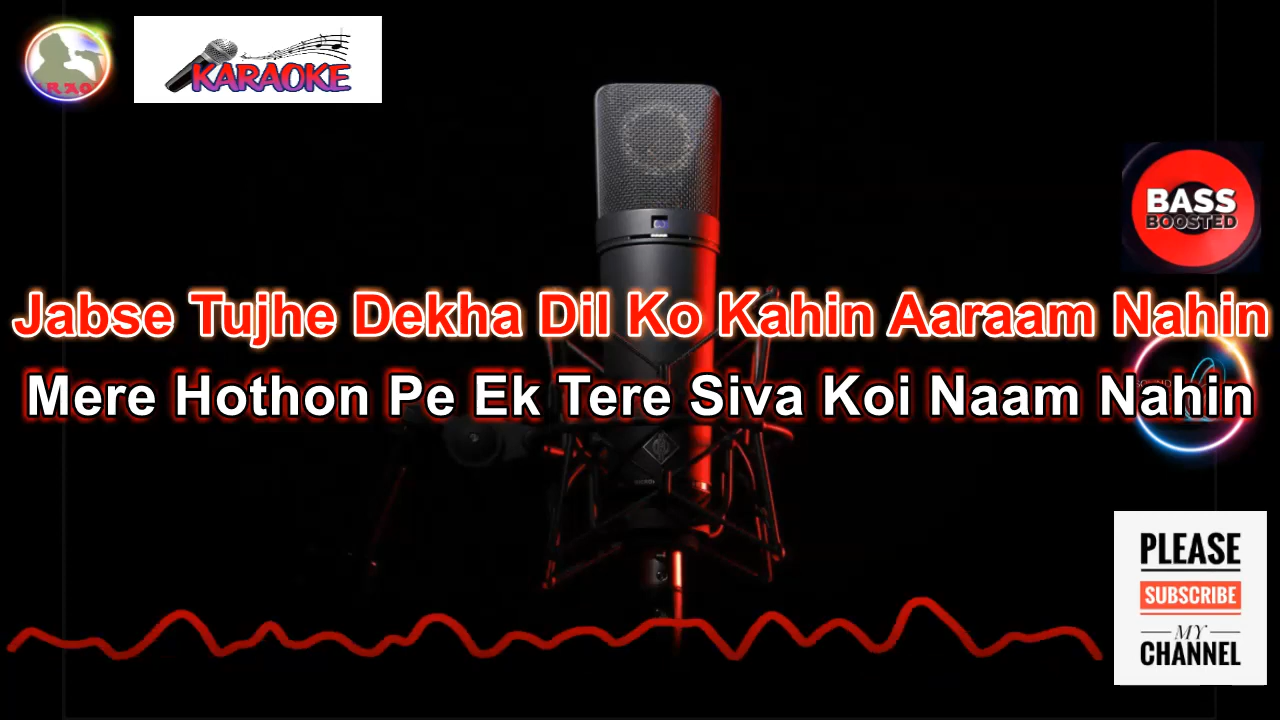 RAO
KARAOKE
BASS
BOOSTED
Jabse Tujhe Dekha Dil Ko Kahin Aaraam Nahin
Mere Hothon Pe Ek Tere Siva Koi Naam Nahin
PLEASE
SUBSCRIBE
MY
CHANNEL